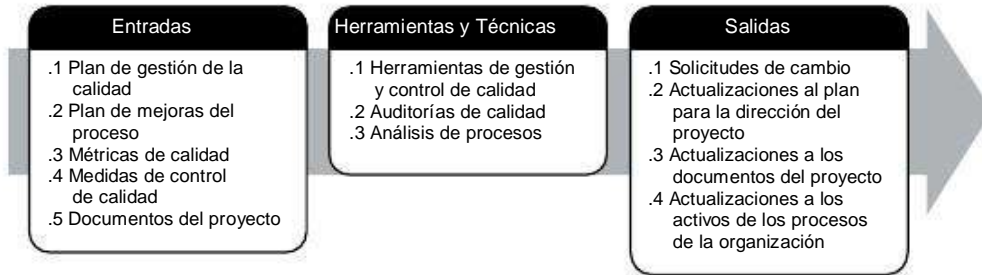 Entradas
.1 Plan de gestión de la
calidad
.2 Plan de mejoras del
proceso
.3 Métricas de calidad
.4 Medidas de control
de calidad
.5 Documentos del proyecto
Herramientas y Técnicas
.1 Herramientas de gestión
y control de calidad
.2 Auditorías de calidad
.3 Análisis de procesos
Salidas
.1 Solicitudes de cambio
.2 Actualizaciones al plan
para la dirección del
proyecto
.3 Actualizaciones a los
documentos del proyecto
.4 Actualizaciones a los
activos de los procesos
de la organización